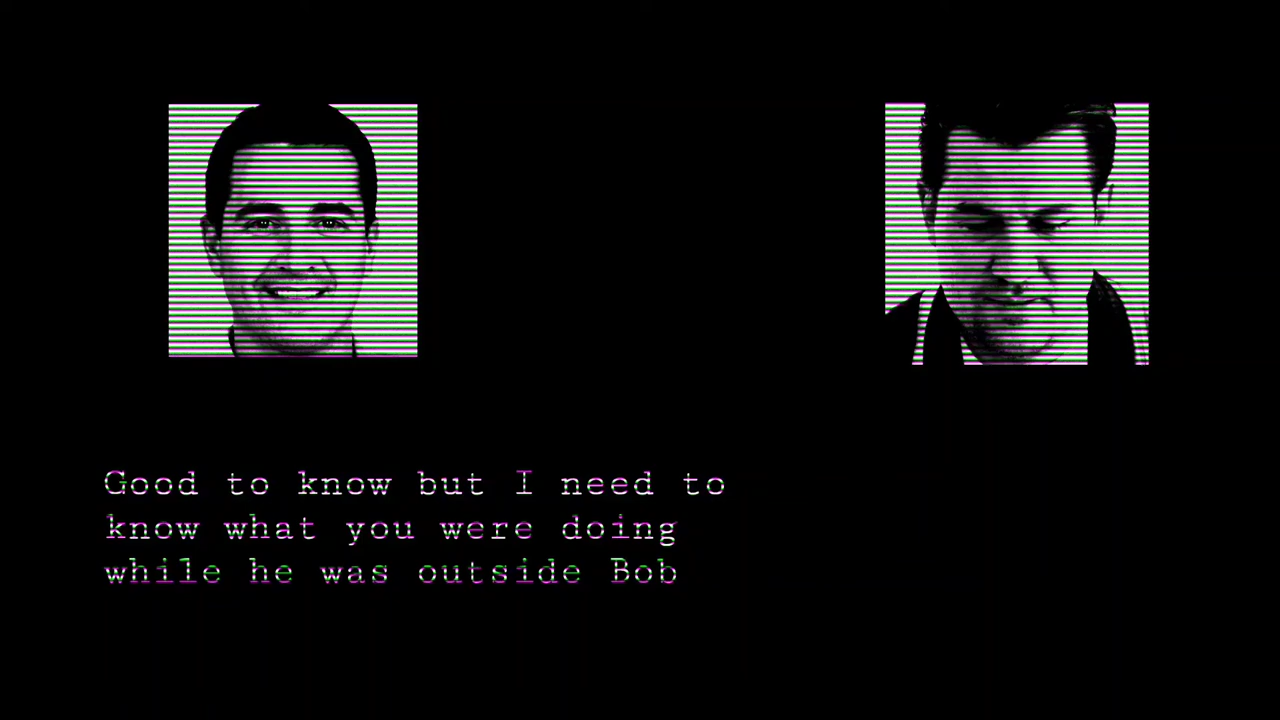 Good to know but I need to
know what you were doing
while he was outside Bob